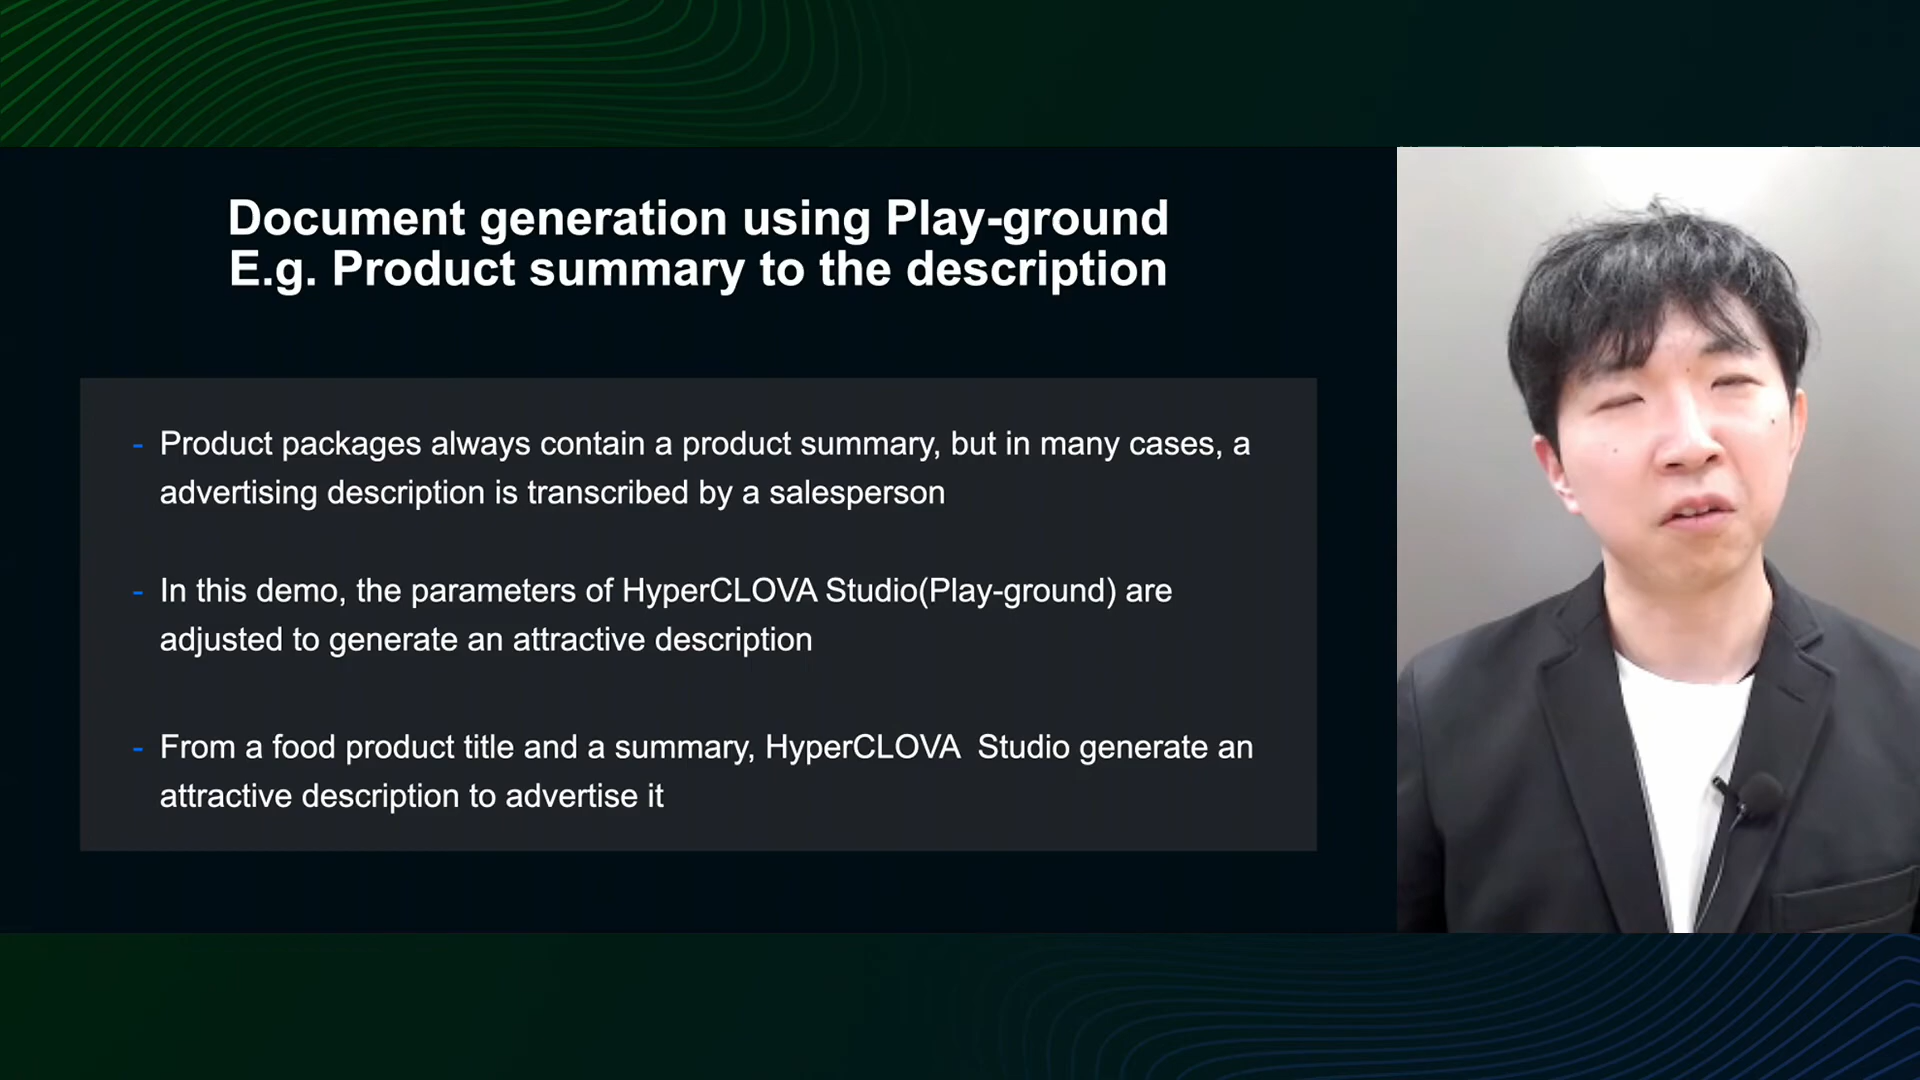 Document generation using Play-ground
E.g. Product summary to the description
- Product packages always contain a product summary, but in many cases, a
advertising description is transcribed by a salesperson
- In this demo, the parameters of HyperCLOVA Studio(Play-ground) are
adjusted to generate an attractive description
- From a food product title and a summary, HyperCLOVA  Studio generate an
attractive description to advertise it